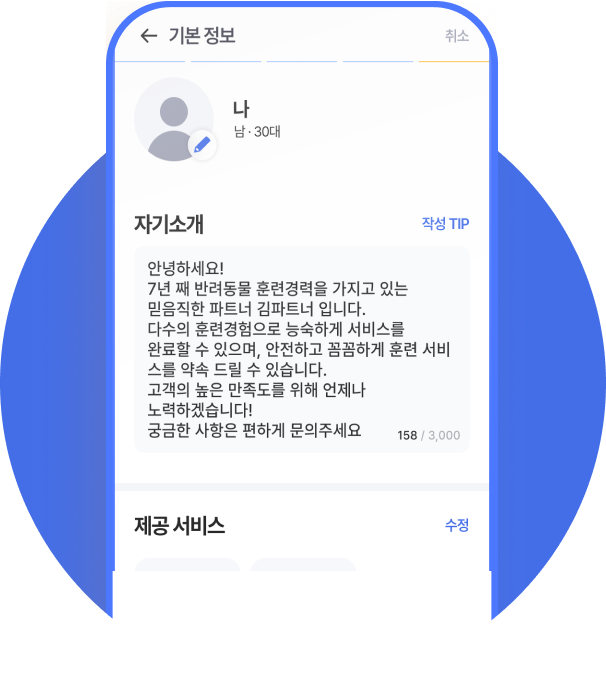 기본 정보
취소
나
남 · 30대
자기소개
작성 TIP
안녕하세요!
7년 째 반려동물 훈련경력을 가지고 있는
믿음직한 파트너 김파트너 입니다.
다수의 훈련경험으로 능숙하게 서비스를
완료할 수 있으며, 안전하고 꼼꼼하게 훈련 서비
스를 약속 드릴 수 있습니다.
고객의 높은 만족도를 위해 언제나
노력하겠습니다!
궁금한 사항은 편하게 문의주세요
158 / 3,000
제공 서비스
수정